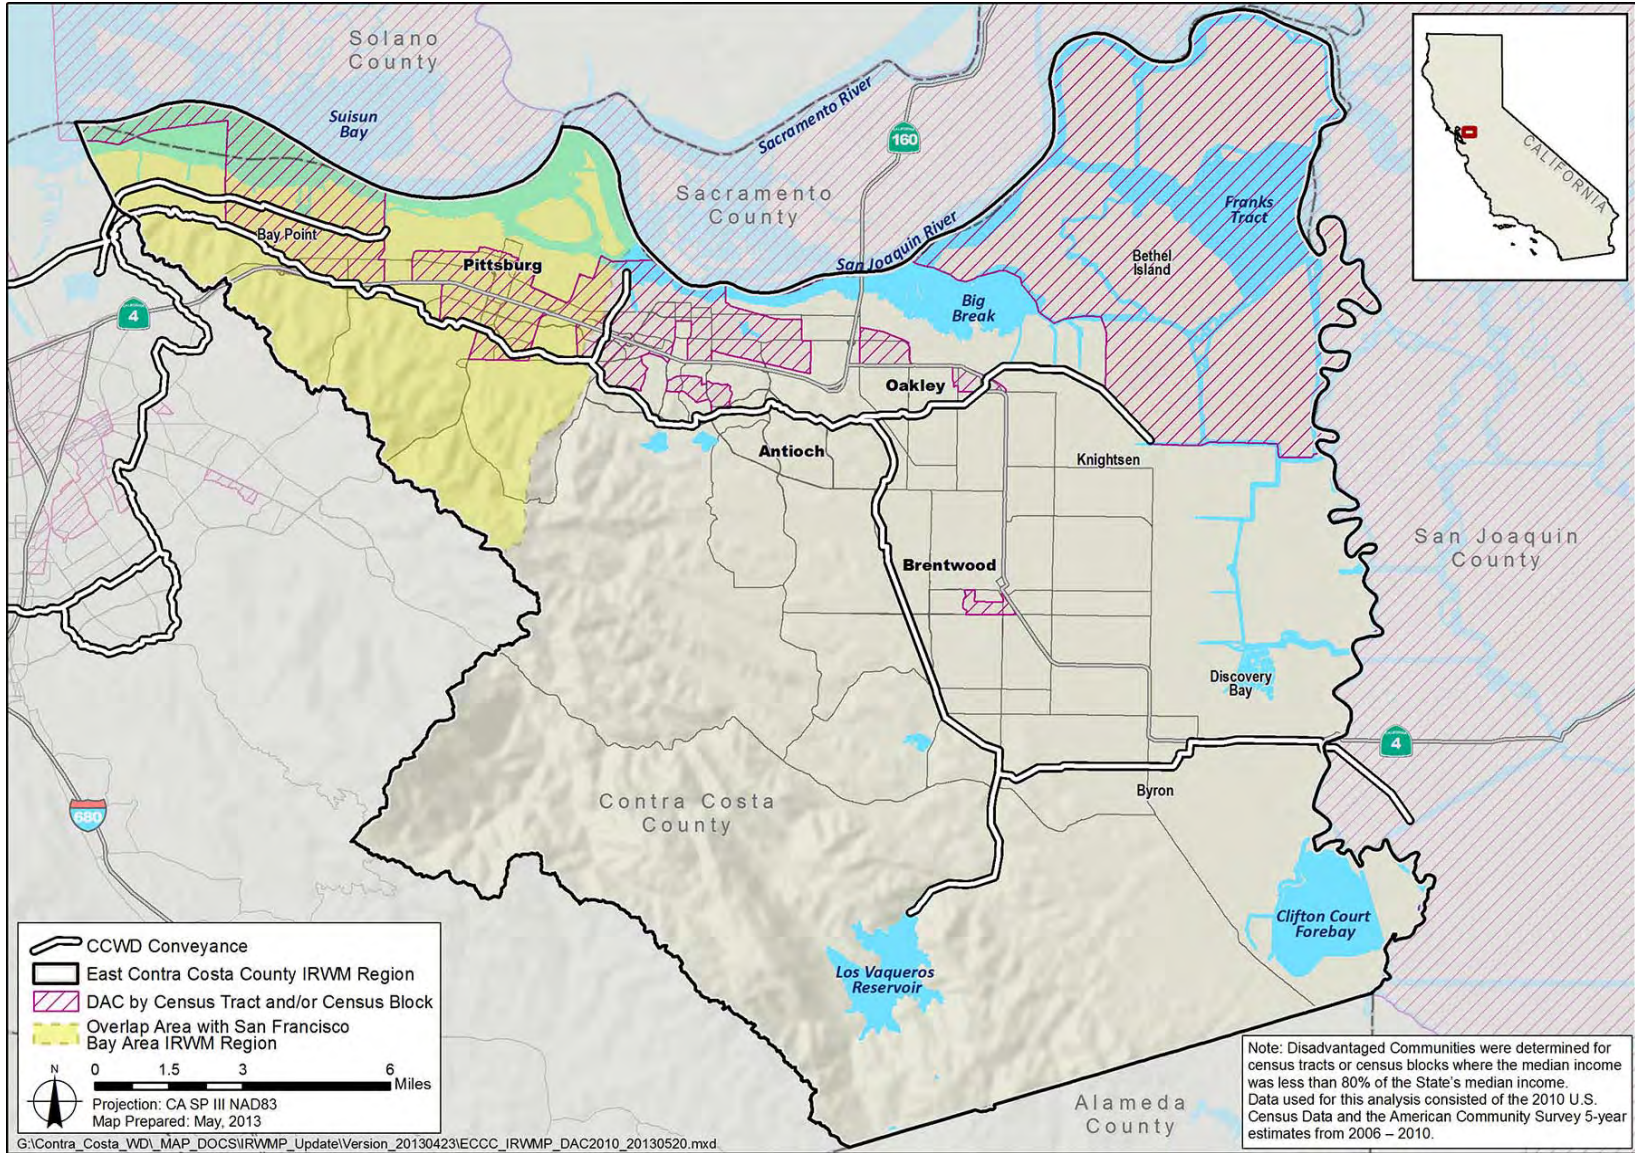 Solano
County
Suisun
Bay
Sacramento River
CALIFORNIA
160
CALIFORNIA
Sacramento
County
Franks
Tract
Bay Point
Pittsburg
San Joaquin River
Bethel
Island
Big
Break
4
Oakley
Antioch
Knightsen
San Joaquin
County
Brentwood
Discovery
Bay
CALIFORNIA
4
Byron
680
Contra Costa
County
Clifton Court
Forebay
Los Vaqueros
Reservoir
Alameda
County
CCWD Conveyance
East Contra Costa County IRWM Region
DAC by Census Tract and/or Census Block
Overlap Area with San Francisco
Bay Area IRWM Region
N
0 1.5 3 6
Miles
Projection: CA SP III NAD83
Map Prepared: May, 2013
Note: Disadvantaged Communities were determined for
census tracts or census blocks where the median income
was less than 80% of the State's median income.
Data used for this analysis consisted of the 2010 U.S.
Census Data and the American Community Survey 5-year
estimates from 2006 – 2010.
G:\Contra_Costa_WD\_MAP_DOCS\IRWMP_Update\Version_20130423\ECCC_IRWMP_DAC2010_20130520.mxd